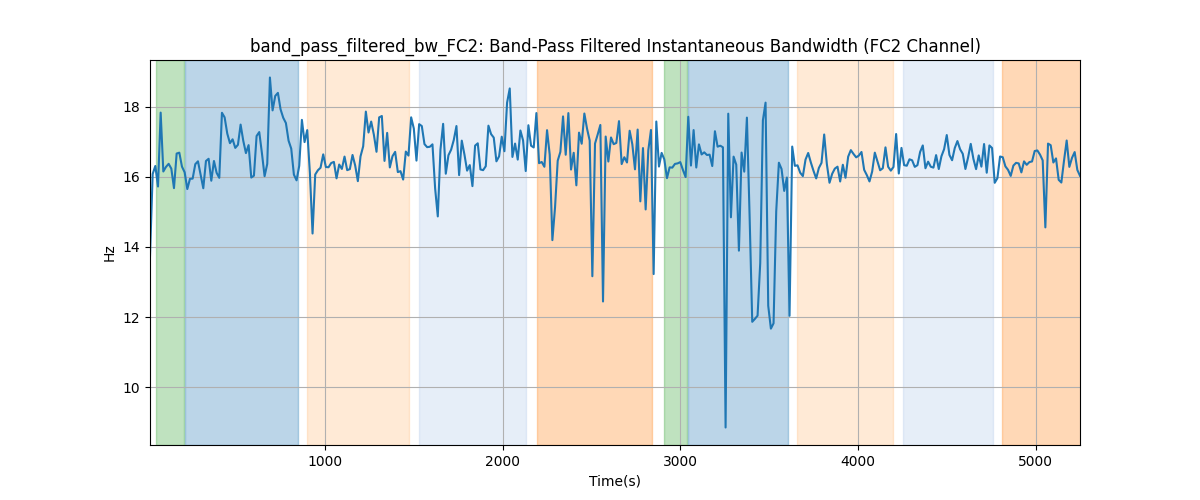 band_pass_filtered_bw_FC2: Band-Pass Filtered Instantaneous Bandwidth (FC2 Channel)
18
16
14
12
10
Hz
1000 2000 3000 4000 5000
Time(s)